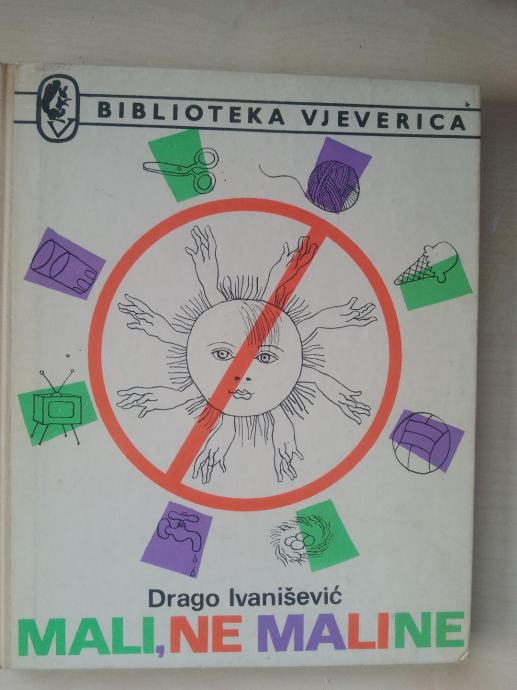 V BIBLIOTEKA VJEVERICA
Drago Ivanišević
MALI, NE MALINE